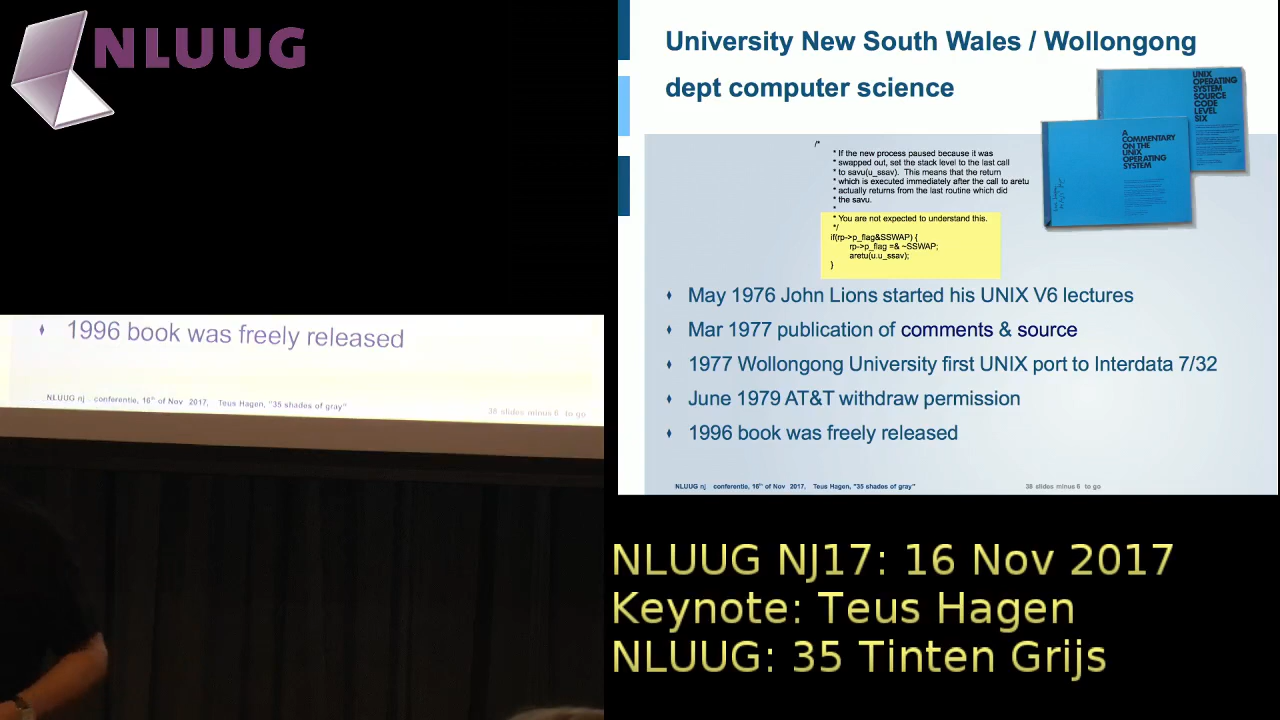 NLUUG
University New South Wales / Wollongong
dept computer science
UNIX
OPERATING
SYSTEM
SOURCE
CODE
LEVEL
SIX
A
COMMENTARY
ON THE
UNIX
OPERATING
SYSTEM
/*
* If the new process paused because it was
* swapped out, set the stack level to the last call
* to savu(u_ssav). This means that the return
* which is executed immediately after the call to aretu
* actually returns from the last routine which did
* the savu.
*
* You are not expected to understand this.
*/
if(rp->p_flag&SSWAP) {
rp->p_flag =& ~SSWAP;
aretu(u.u_ssav);
}
May 1976 John Lions started his UNIX V6 lectures
Mar 1977 publication of comments & source
1977 Wollongong University first UNIX port to Interdata 7/32
June 1979 AT&T withdraw permission
1996 book was freely released
NLUUG nj conferentie, 16th of Nov 2017, Teus Hagen, "35 shades of gray"
38 slides minus 6 to go
1996 book was freely released
NLUUG nj conferentie, 16th of Nov 2017, Teus Hagen, "35 shades of gray"
38 slides minus 6 to go
NLUUG NJ17: 16 Nov 2017
Keynote: Teus Hagen
NLUUG: 35 Tinten Grijs